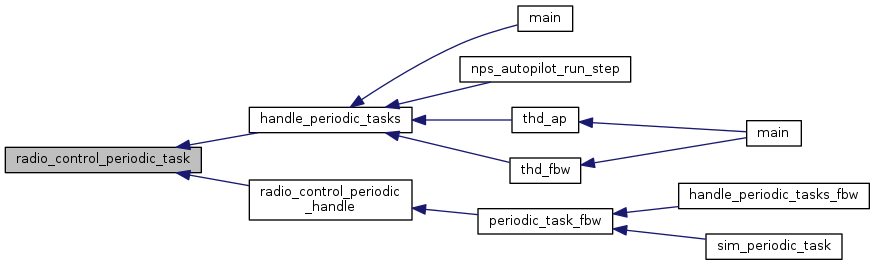 main
nps_autopilot_run_step
handle_periodic_tasks
thd_ap
main
radio_control_periodic_task
thd_fbw
radio_control_periodic
_handle
handle_periodic_tasks_fbw
periodic_task_fbw
sim_periodic_task